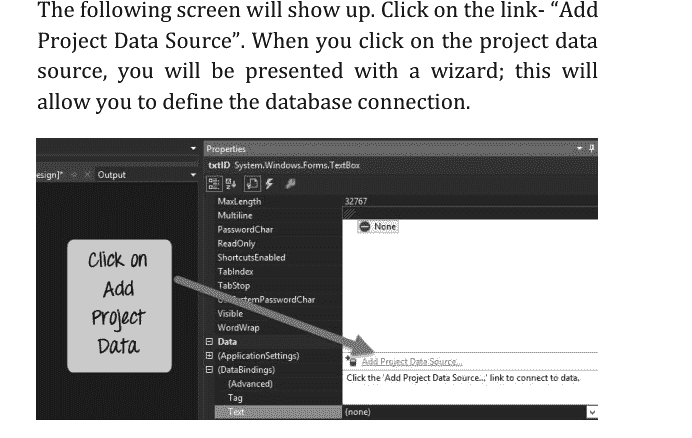 The following screen will show up. Click on the link- “Add
Project Data Source”. When you click on the project data
source, you will be presented with a wizard; this will
allow you to define the database connection.
Properties
txtID System.Windows.Forms.TextBox
esign]*
Output
MaxLength 32767
Multiline
None
PasswordChar
ReadOnly
ShortcutsEnabled
TabIndex
TabStop
UseSystemPasswordChar
Visible
WordWrap
Data
(ApplicationSettings)
Add Project Data Source...
(DataBindings)
Click the 'Add Project Data Source...' link to connect to data.
(Advanced)
Tag
Text (none)
Click on
Add
Project
Data